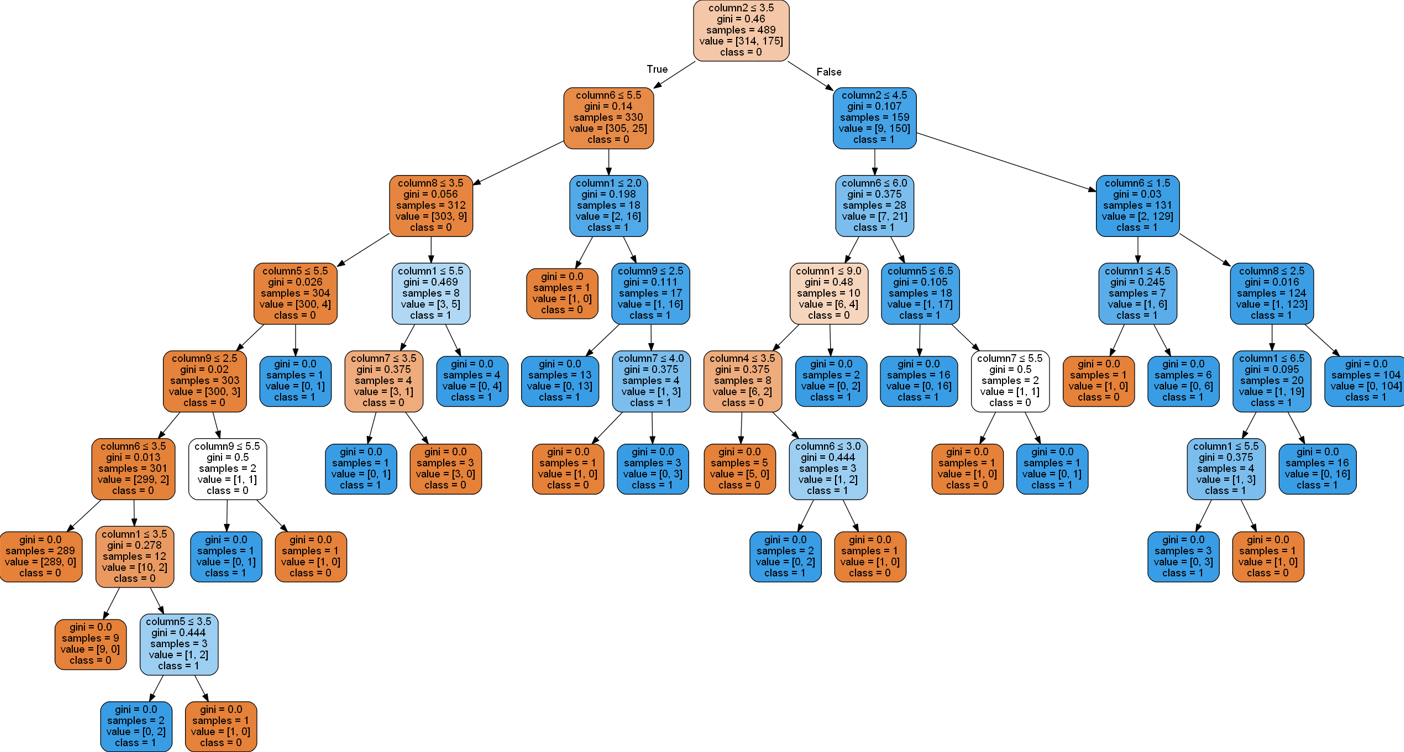 column2 ≤ 3.5
gini = 0.46
samples = 489
value = [314, 175]
class = 0
True
False
column6 ≤ 5.5
gini = 0.14
samples = 330
value = [305, 25]
class = 0
column2 ≤ 4.5
gini = 0.107
samples = 159
value = [9, 150]
class = 1
column8 ≤ 3.5
gini = 0.056
samples = 312
value = [303, 9]
class = 0
column1 ≤ 2.0
gini = 0.198
samples = 18
value = [2, 16]
class = 1
column6 ≤ 6.0
gini = 0.375
samples = 28
value = [7, 21]
class = 1
column6 ≤ 1.5
gini = 0.03
samples = 131
value = [2, 129]
class = 1
column5 ≤ 5.5
gini = 0.026
samples = 304
value = [300, 4]
class = 0
column1 ≤ 5.5
gini = 0.469
samples = 8
value = [3, 5]
class = 1
gini = 0.0
samples = 1
value = [1, 0]
class = 0
column9 ≤ 2.5
gini = 0.111
samples = 17
value = [1, 16]
class = 1
column1 ≤ 9.0
gini = 0.48
samples = 10
value = [6, 4]
class = 0
column5 ≤ 6.5
gini = 0.105
samples = 18
value = [1, 17]
class = 1
column1 ≤ 4.5
gini = 0.245
samples = 7
value = [1, 6]
class = 1
column8 ≤ 2.5
gini = 0.016
samples = 124
value = [1, 123]
class = 1
column9 ≤ 2.5
gini = 0.02
samples = 303
value = [300, 3]
class = 0
gini = 0.0
samples = 1
value = [0, 1]
class = 1
column7 ≤ 3.5
gini = 0.375
samples = 4
value = [3, 1]
class = 0
gini = 0.0
samples = 4
value = [0, 4]
class = 1
gini = 0.0
samples = 13
value = [0, 13]
class = 1
column7 ≤ 4.0
gini = 0.375
samples = 4
value = [1, 3]
class = 1
column4 ≤ 3.5
gini = 0.375
samples = 8
value = [6, 2]
class = 0
gini = 0.0
samples = 2
value = [0, 2]
class = 1
gini = 0.0
samples = 16
value = [0, 16]
class = 1
column7 ≤ 5.5
gini = 0.5
samples = 2
value = [1, 1]
class = 0
gini = 0.0
samples = 1
value = [1, 0]
class = 0
gini = 0.0
samples = 6
value = [0, 6]
class = 1
column1 ≤ 6.5
gini = 0.095
samples = 20
value = [1, 19]
class = 1
gini = 0.0
samples = 104
value = [0, 104]
class = 1
column6 ≤ 3.5
gini = 0.013
samples = 301
value = [299, 2]
class = 0
column9 ≤ 5.5
gini = 0.5
samples = 2
value = [1, 1]
class = 0
gini = 0.0
samples = 1
value = [0, 1]
class = 1
gini = 0.0
samples = 3
value = [3, 0]
class = 0
gini = 0.0
samples = 1
value = [1, 0]
class = 0
gini = 0.0
samples = 3
value = [0, 3]
class = 1
gini = 0.0
samples = 5
value = [5, 0]
class = 0
column6 ≤ 3.0
gini = 0.444
samples = 3
value = [1, 2]
class = 1
gini = 0.0
samples = 1
value = [1, 0]
class = 0
gini = 0.0
samples = 1
value = [0, 1]
class = 1
column1 ≤ 5.5
gini = 0.375
samples = 4
value = [1, 3]
class = 1
gini = 0.0
samples = 16
value = [0, 16]
class = 1
gini = 0.0
samples = 289
value = [289, 0]
class = 0
column1 ≤ 3.5
gini = 0.278
samples = 12
value = [10, 2]
class = 0
gini = 0.0
samples = 1
value = [0, 1]
class = 1
gini = 0.0
samples = 1
value = [1, 0]
class = 0
gini = 0.0
samples = 2
value = [0, 2]
class = 1
gini = 0.0
samples = 1
value = [1, 0]
class = 0
gini = 0.0
samples = 3
value = [0, 3]
class = 1
gini = 0.0
samples = 1
value = [1, 0]
class = 0
gini = 0.0
samples = 9
value = [9, 0]
class = 0
column5 ≤ 3.5
gini = 0.444
samples = 3
value = [1, 2]
class = 1
gini = 0.0
samples = 2
value = [0, 2]
class = 1
gini = 0.0
samples = 1
value = [1, 0]
class = 0